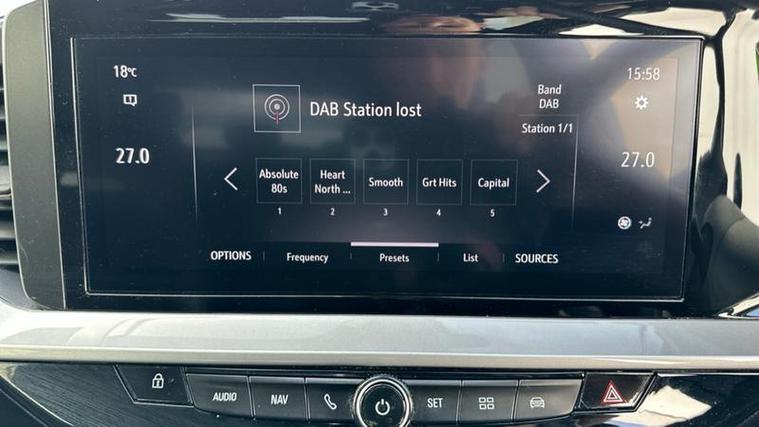 18°C
15:58
DAB Station lost
Band
DAB
Station 1/1
27.0
27.0
Absolute
80s
Heart
North ...
Smooth
Grt Hits
Capital
1
2
3
4
5
OPTIONS
Frequency
Presets
List
SOURCES
AUDIO
NAV
SET